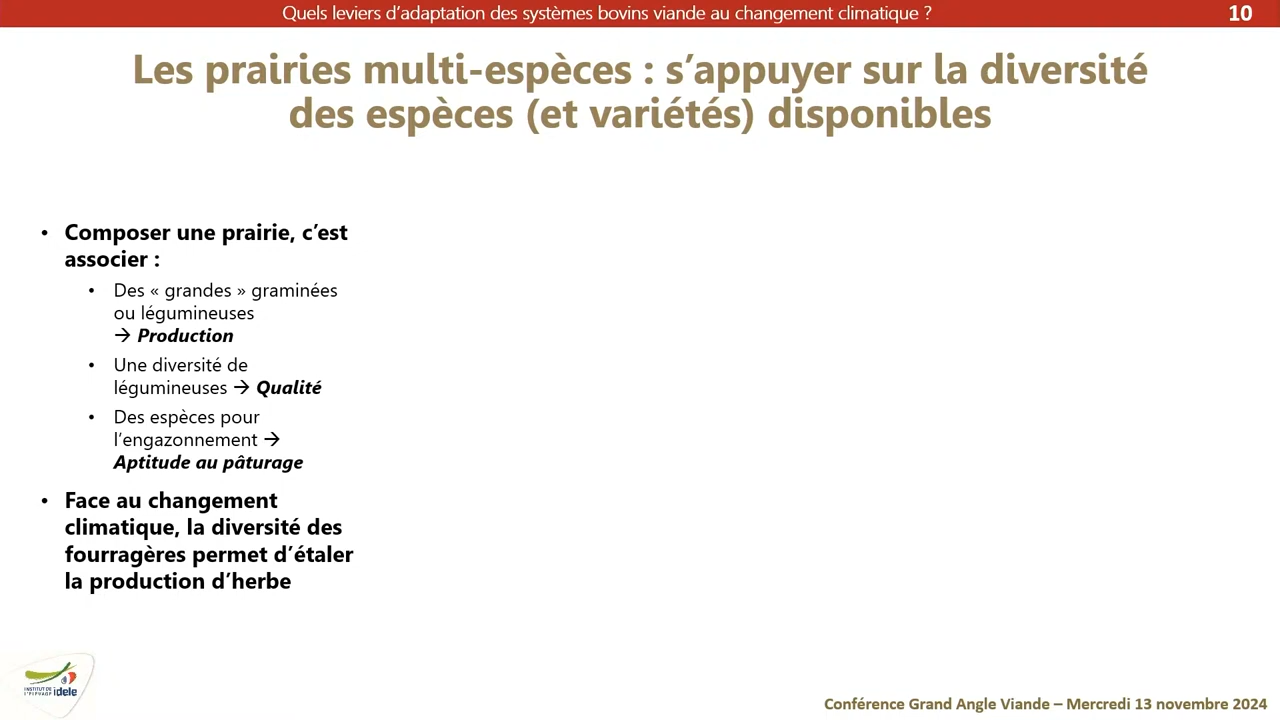 Quels leviers d’adaptation des systèmes bovins viande au changement climatique ?
10
Les prairies multi-espèces : s’appuyer sur la diversité
des espèces (et variétés) disponibles
• Composer une prairie, c’est
associer :
• Des « grandes » graminées
ou légumineuses
→ Production
• Une diversité de
légumineuses → Qualité
• Des espèces pour
l’engazonnement →
Aptitude au pâturage
• Face au changement
climatique, la diversité des
fourragères permet d’étaler
la production d’herbe
INSTITUT DE
L’ELEVAGE idele
Conférence Grand Angle Viande – Mercredi 13 novembre 2024